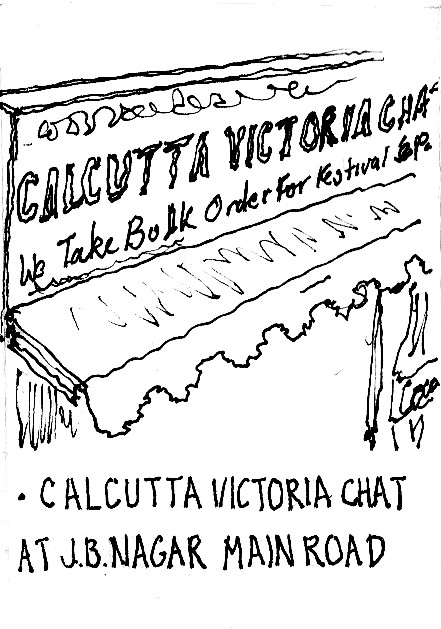 CALCUTTA VICTORIA CHA
We Take Bulk Order For Festival
Coca
• CALCUTTA VICTORIA CHAT
AT J.B.NAGAR MAIN ROAD